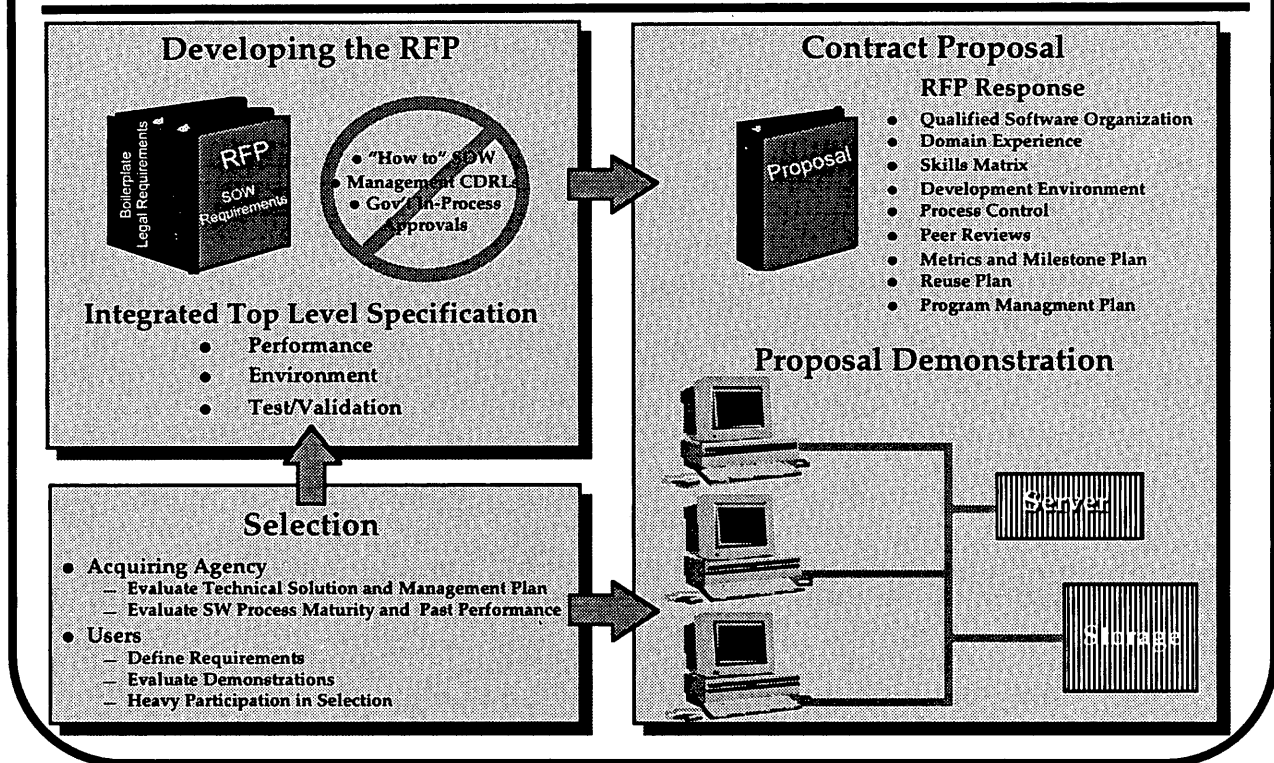 Developing the RFP
Boilerplate
Legal Requirements
RFP
SOW
Requirements
● "How to" SOW
● Management CDRLs
● Gov't In-Process
Approvals
Integrated Top Level Specification
● Performance
● Environment
● Test/Validation
Contract Proposal
RFP Response
Proposal
● Qualified Software Organization
● Domain Experience
● Skills Matrix
● Development Environment
● Process Control
● Peer Reviews
● Metrics and Milestone Plan
● Reuse Plan
● Program Managment Plan
Proposal Demonstration
Server
Storage
Selection
● Acquiring Agency
— Evaluate Technical Solution and Management Plan
— Evaluate SW Process Maturity and Past Performance
● Users
— Define Requirements
— Evaluate Demonstrations
— Heavy Participation in Selection